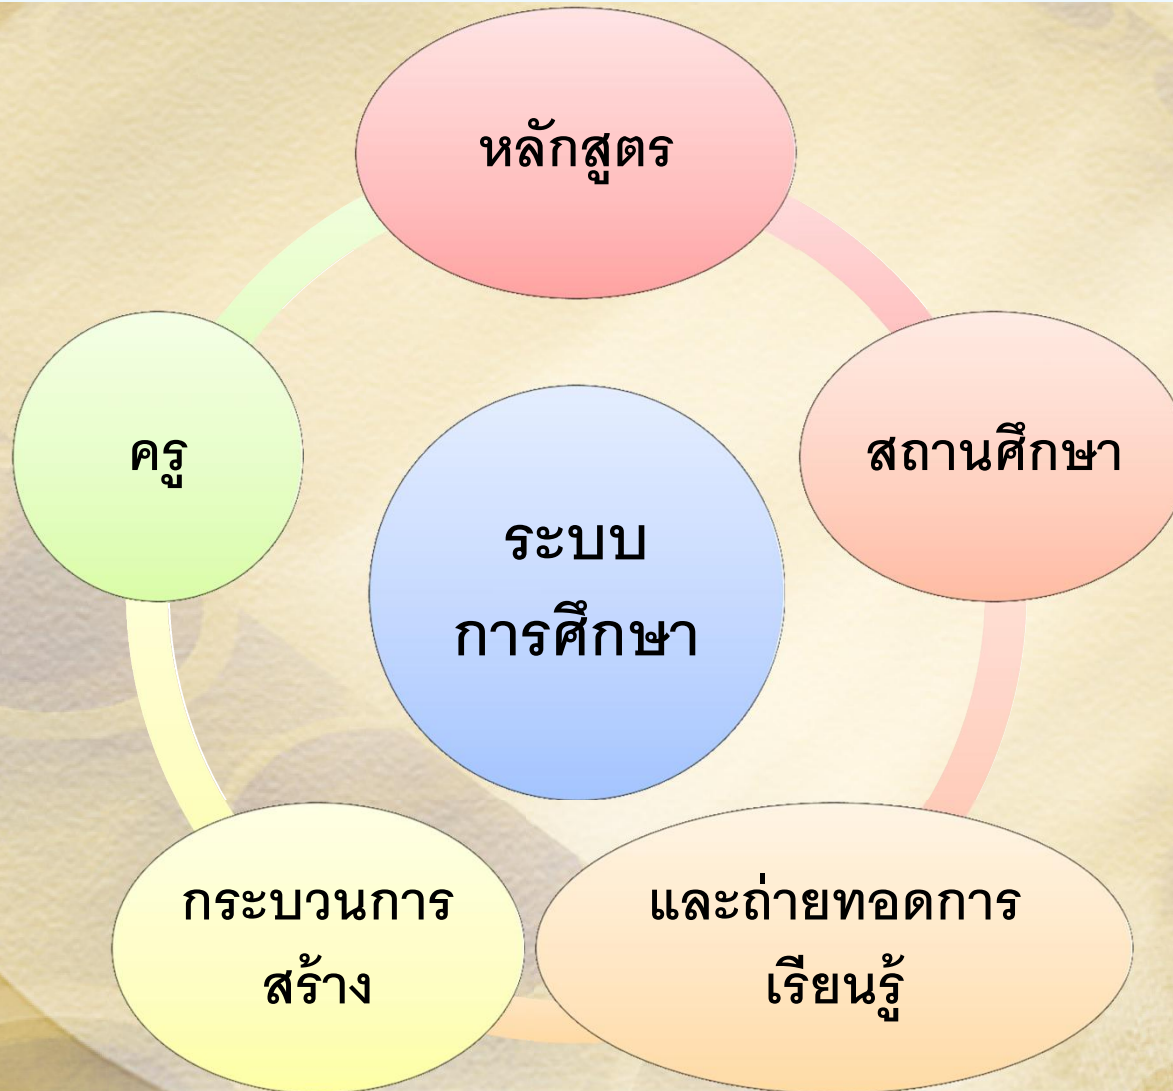 หลักสูตร
ครู
สถานศึกษา
ระบบ
การศึกษา
กระบวนการ
สร้าง
และถ่ายทอดการ
เรียนรู้